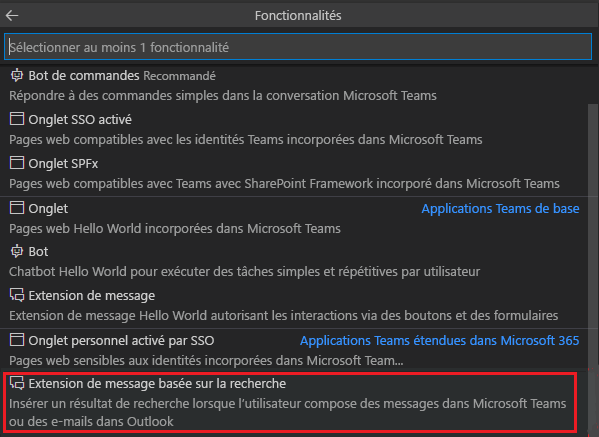 Fonctionnalités
Sélectionner au moins 1 fonctionnalité
Bot de commandes Recommandé
Répondre à des commandes simples dans la conversation Microsoft Teams
Onglet SSO activé
Pages web compatibles avec les identités Teams incorporées dans Microsoft Teams
Onglet SPFx
Pages web compatibles avec Teams avec SharePoint Framework incorporé dans Microsoft Teams
Onglet Applications Teams de base
Pages web Hello World incorporées dans Microsoft Teams
Bot
Chatbot Hello World pour exécuter des tâches simples et répétitives par utilisateur
Extension de message
Extension de message Hello World autorisant les interactions via des boutons et des formulaires
Onglet personnel activé par SSO Applications Teams étendues dans Microsoft 365
Pages web sensibles aux identités incorporées dans Microsoft Team...
Extension de message basée sur la recherche
Insérer un résultat de recherche lorsque l'utilisateur compose des messages dans Microsoft Teams
ou des e-mails dans Outlook